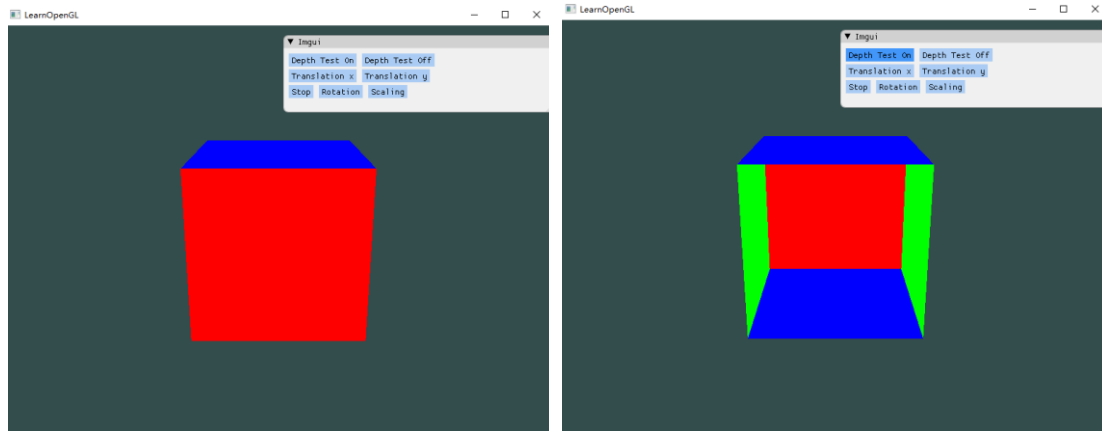 LearnOpenGL
▼ Imgui
Depth Test On Depth Test Off
Translation x Translation y
Stop Rotation Scaling
LearnOpenGL
▼ Imgui
Depth Test On Depth Test Off
Translation x Translation y
Stop Rotation Scaling